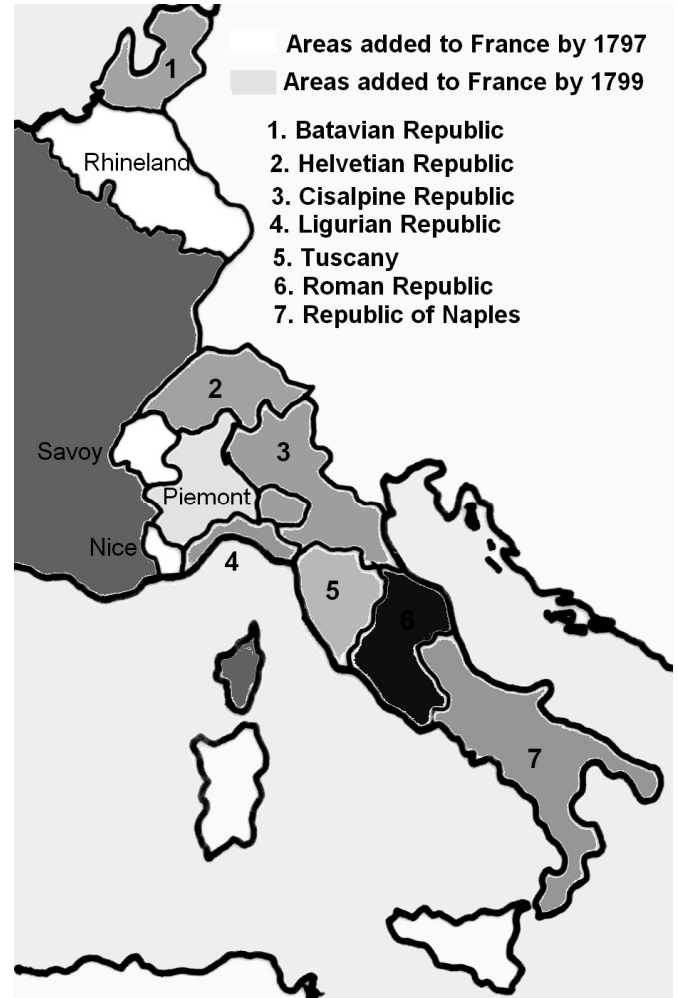 Areas added to France by 1797
Areas added to France by 1799
1. Batavian Republic
2. Helvetian Republic
3. Cisalpine Republic
4. Ligurian Republic
5. Tuscany
6. Roman Republic
7. Republic of Naples
1
Rhineland
2
Savoy
3
Piemont
Nice
4
5
6
7